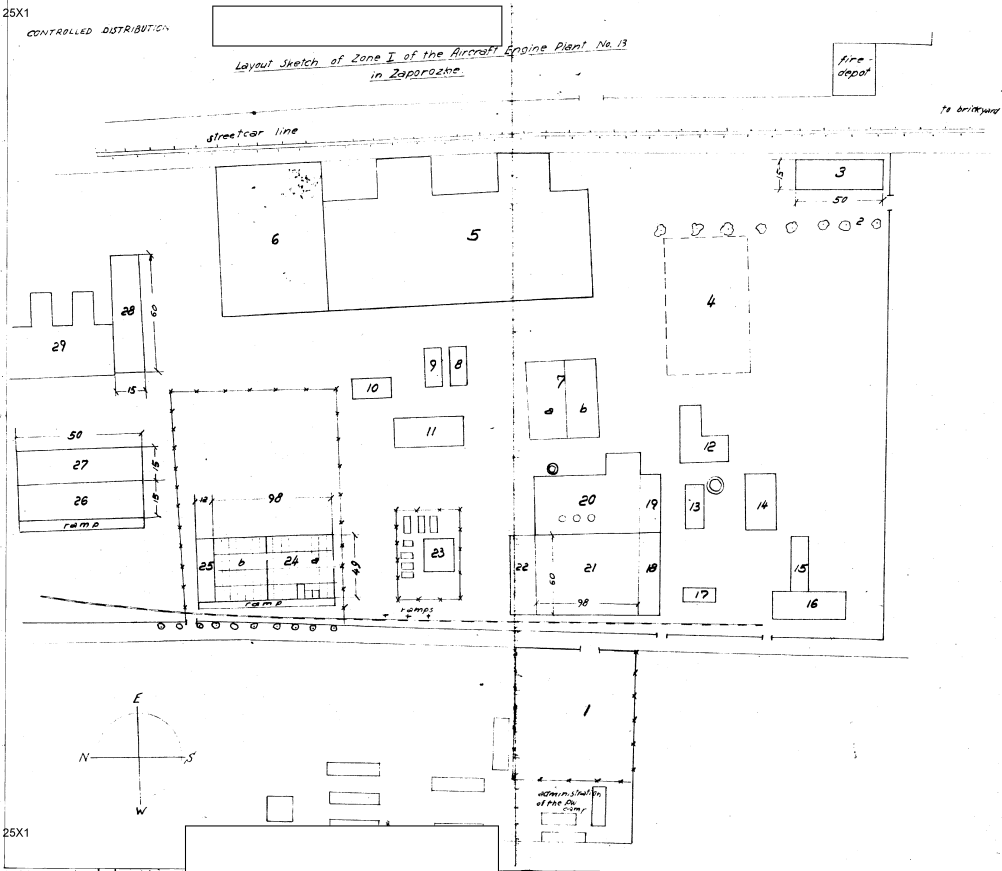 25X1
CONTROLLED DISTRIBUTION
Layout Sketch of Zone I of the Aircraft Engine Plant No. 13
in Zaporozhe.
fire-
depot
to brickyard
streetcar line
3
15
50
2
6
5
4
28
60
29
15
9
8
10
7
a
b
11
12
50
27
15
26
15
ramp
20
19
13
14
12
98
25
b
24
a
49
ramp
23
ramps
22
21
18
60
98
15
17
16
1
E
N
S
W
administration
of the PW
camp
25X1